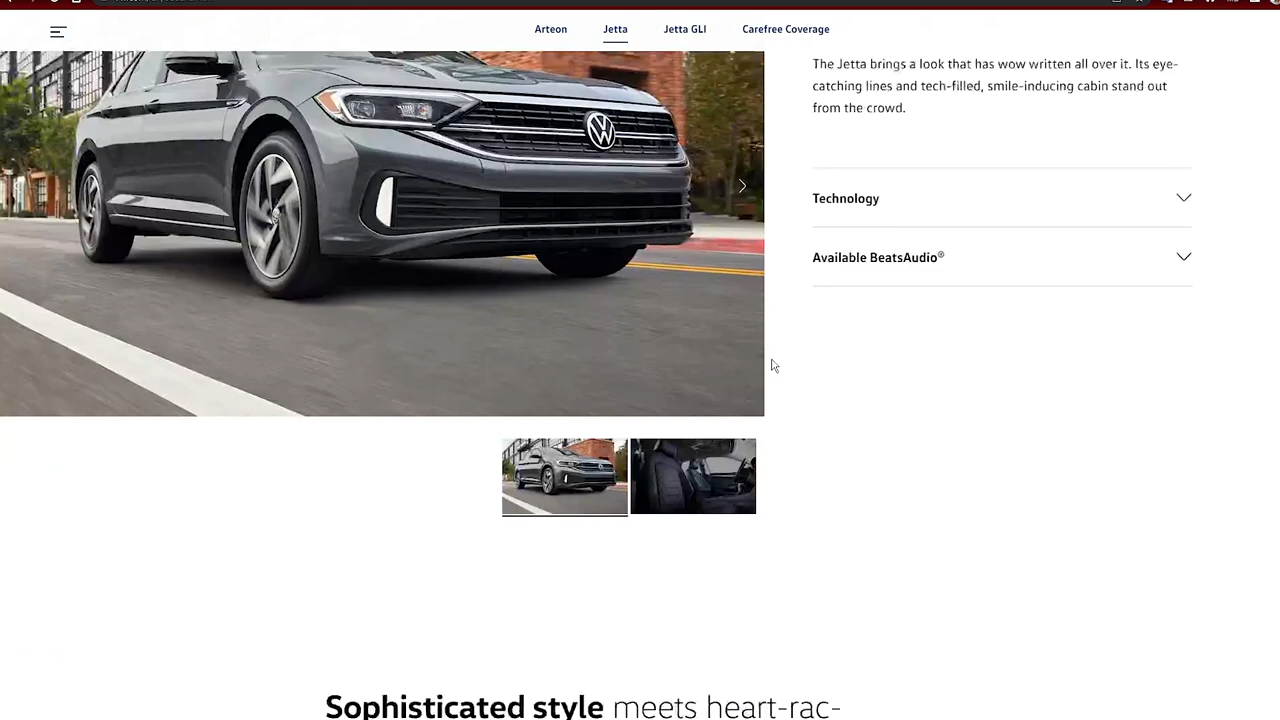 Arteon Jetta Jetta GLI Carefree Coverage
The Jetta brings a look that has wow written all over it. Its eye-
catching lines and tech-filled, smile-inducing cabin stand out
from the crowd.
Technology
Available BeatsAudio®
Sophisticated style meets heart-rac-